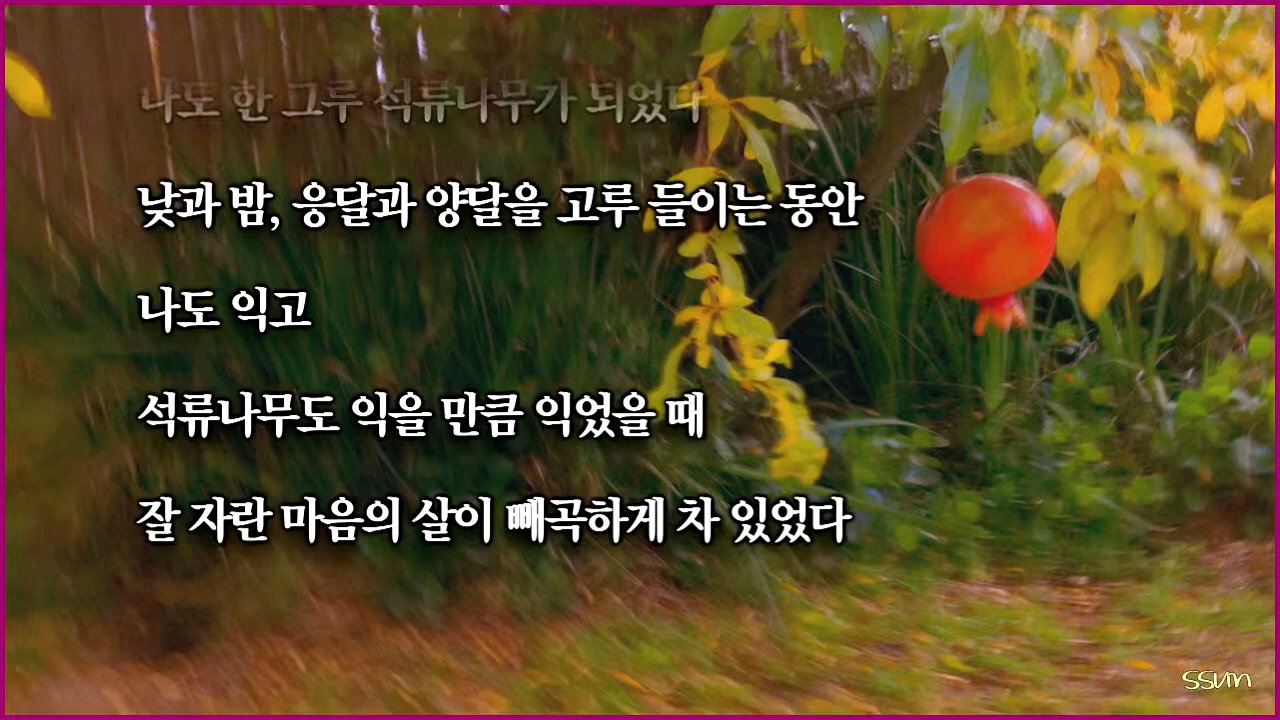 나도 한 그루 석류나무가 되었다
낮과 밤, 응달과 양달을 고루 들이는 동안
나도 익고
석류나무도 익을 만큼 익었을 때
잘 자란 마음의 살이 빼곡하게 차 있었다
ssvin